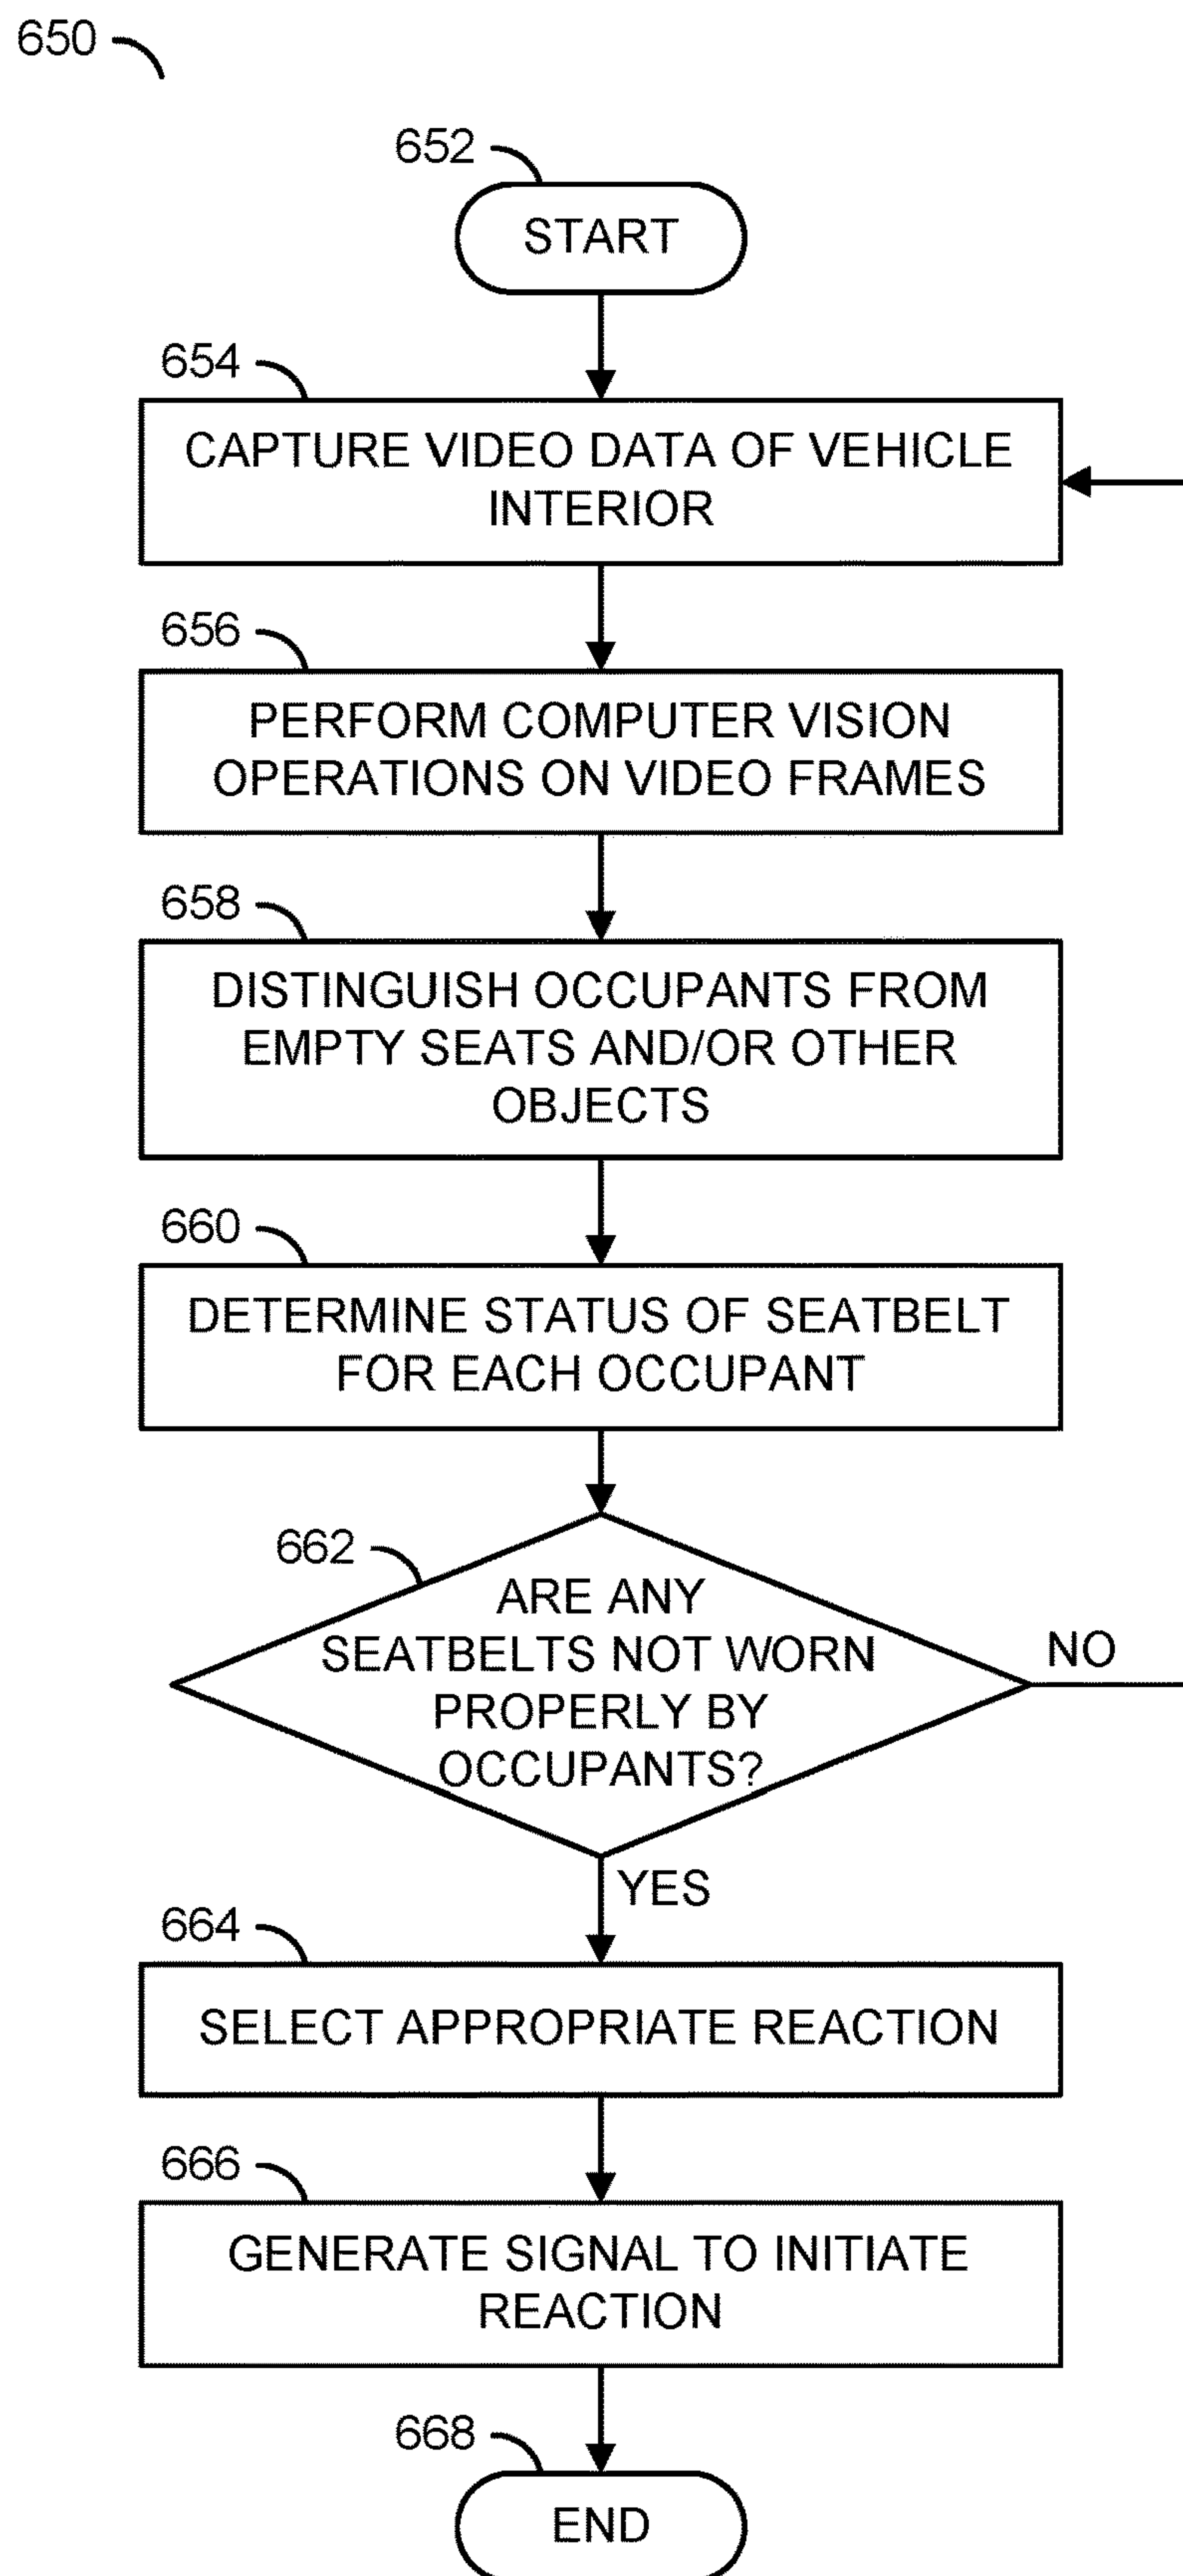 650
652
START
654
CAPTURE VIDEO DATA OF VEHICLE
INTERIOR
656
PERFORM COMPUTER VISION
OPERATIONS ON VIDEO FRAMES
658
DISTINGUISH OCCUPANTS FROM
EMPTY SEATS AND/OR OTHER
OBJECTS
660
DETERMINE STATUS OF SEATBELT
FOR EACH OCCUPANT
662
ARE ANY
SEATBELTS NOT WORN
PROPERLY BY
OCCUPANTS?
NO
YES
664
SELECT APPROPRIATE REACTION
666
GENERATE SIGNAL TO INITIATE
REACTION
668
END